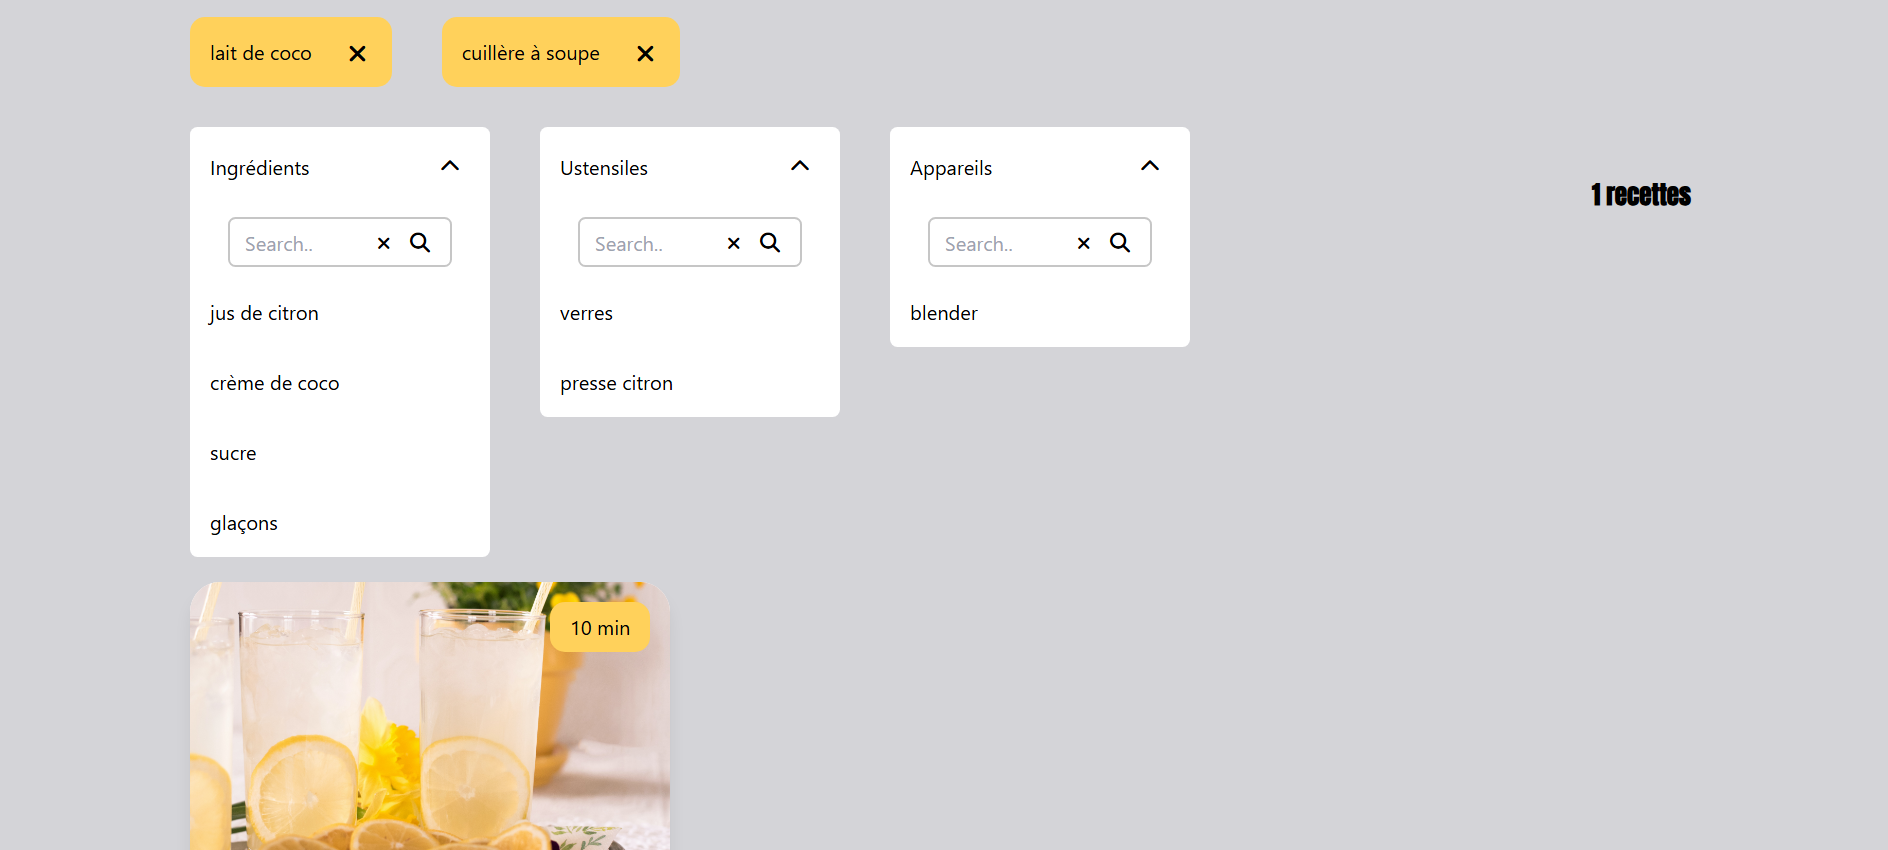 lait de coco
cuillère à soupe
Ingrédients
Search..
jus de citron
crème de coco
sucre
glaçons
Ustensiles
Search..
verres
presse citron
Appareils
Search..
blender
1 recettes
10 min